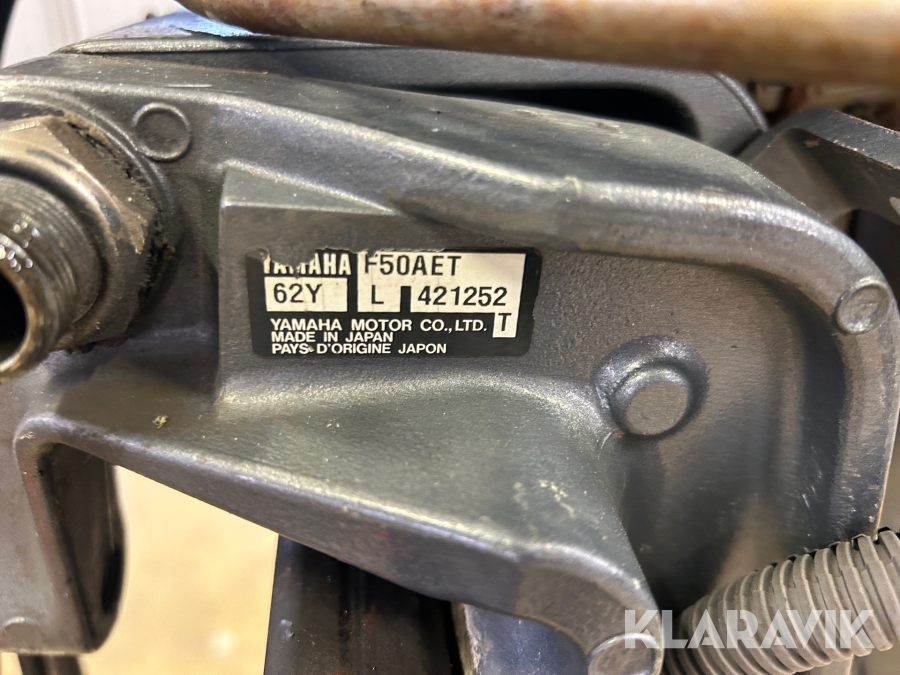 YAMAHA F50AET
62Y L 421252
T
YAMAHA MOTOR CO., LTD.
MADE IN JAPAN
PAYS D'ORIGINE JAPON
KLARAVIK